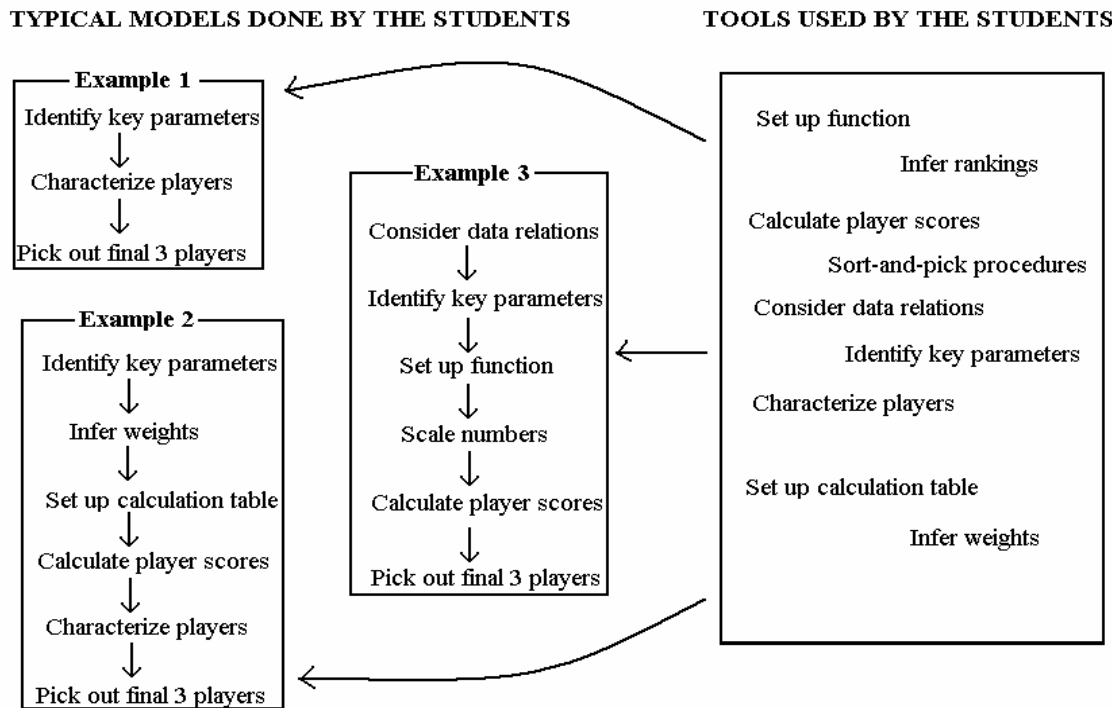 TYPICAL MODELS DONE BY THE STUDENTS
TOOLS USED BY THE STUDENTS
Example 1
Identify key parameters
Characterize players
Pick out final 3 players
Example 2
Identify key parameters
Infer weights
Set up calculation table
Calculate player scores
Characterize players
Pick out final 3 players
Example 3
Consider data relations
Identify key parameters
Set up function
Scale numbers
Calculate player scores
Pick out final 3 players
Set up function
Infer rankings
Calculate player scores
Sort-and-pick procedures
Consider data relations
Identify key parameters
Characterize players
Set up calculation table
Infer weights